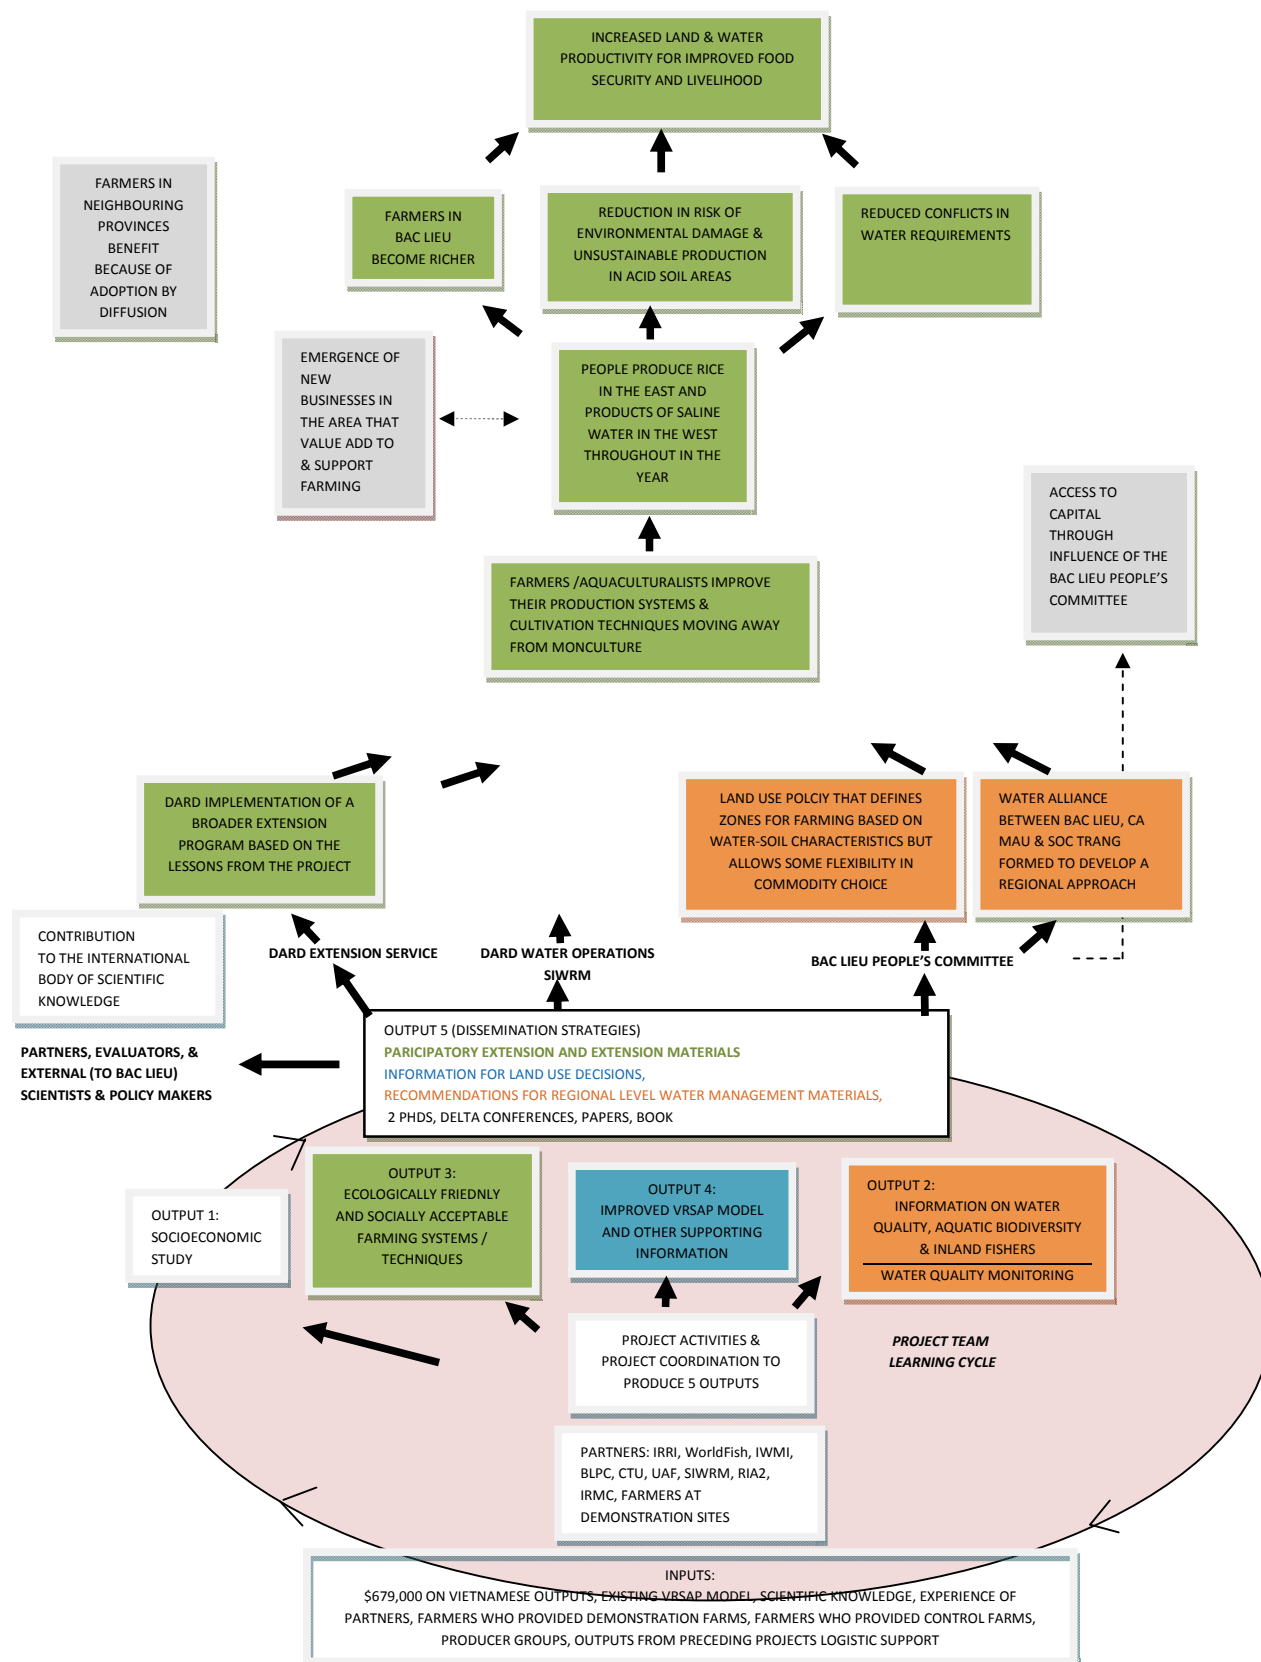 INCREASED LAND & WATER
PRODUCTIVITY FOR IMPROVED FOOD
SECURITY AND LIVELIHOOD
FARMERS IN
NEIGHBOURING
PROVINCES
BENEFIT
BECAUSE OF
ADOPTION BY
DIFFUSION
FARMERS IN
BAC LIEU
BECOME RICHER
REDUCTION IN RISK OF
ENVIRONMENTAL DAMAGE &
UNSUSTAINABLE PRODUCTION
IN ACID SOIL AREAS
REDUCED CONFLICTS IN
WATER REQUIREMENTS
EMERGENCE OF
NEW
BUSINESSES IN
THE AREA THAT
VALUE ADD TO
& SUPPORT
FARMING
PEOPLE PRODUCE RICE
IN THE EAST AND
PRODUCTS OF SALINE
WATER IN THE WEST
THROUGHOUT IN THE
YEAR
ACCESS TO
CAPITAL
THROUGH
INFLUENCE OF THE
BAC LIEU PEOPLE'S
COMMITTEE
FARMERS /AQUACULTURALISTS IMPROVE
THEIR PRODUCTION SYSTEMS &
CULTIVATION TECHNIQUES MOVING AWAY
FROM MONCULTURE
DARD IMPLEMENTATION OF A
BROADER EXTENSION
PROGRAM BASED ON THE
LESSONS FROM THE PROJECT
LAND USE POLCIY THAT DEFINES
ZONES FOR FARMING BASED ON
WATER-SOIL CHARACTERISTICS BUT
ALLOWS SOME FLEXIBILITY IN
COMMODITY CHOICE
WATER ALLIANCE
BETWEEN BAC LIEU, CA
MAU & SOC TRANG
FORMED TO DEVELOP A
REGIONAL APPROACH
CONTRIBUTION
TO THE INTERNATIONAL
BODY OF SCIENTIFIC
KNOWLEDGE
DARD EXTENSION SERVICE
DARD WATER OPERATIONS
SIWRM
BAC LIEU PEOPLE'S COMMITTEE
PARTNERS, EVALUATORS, &
EXTERNAL (TO BAC LIEU)
SCIENTISTS & POLICY MAKERS
OUTPUT 5 (DISSEMINATION STRATEGIES)
PARICIPATORY EXTENSION AND EXTENSION MATERIALS
INFORMATION FOR LAND USE DECISIONS,
RECOMMENDATIONS FOR REGIONAL LEVEL WATER MANAGEMENT MATERIALS,
2 PHDS, DELTA CONFERENCES, PAPERS, BOOK
OUTPUT 1:
SOCIOECONOMIC
STUDY
OUTPUT 3:
ECOLOGICALLY FRIEDNLY
AND SOCIALLY ACCEPTABLE
FARMING SYSTEMS /
TECHNIQUES
OUTPUT 4:
IMPROVED VRSAP MODEL
AND OTHER SUPPORTING
INFORMATION
OUTPUT 2:
INFORMATION ON WATER
QUALITY, AQUATIC BIODIVERSITY
& INLAND FISHERS
WATER QUALITY MONITORING
PROJECT ACTIVITIES &
PROJECT COORDINATION TO
PRODUCE 5 OUTPUTS
PROJECT TEAM
LEARNING CYCLE
PARTNERS: IRRI, WorldFish, IWMI,
BLPC, CTU, UAF, SIWRM, RIA2,
IRMC, FARMERS AT
DEMONSTRATION SITES
INPUTS:
$679,000 ON VIETNAMESE OUTPUTS, EXISTING VRSAP MODEL, SCIENTIFIC KNOWLEDGE, EXPERIENCE OF
PARTNERS, FARMERS WHO PROVIDED DEMONSTRATION FARMS, FARMERS WHO PROVIDED CONTROL FARMS,
PRODUCER GROUPS, OUTPUTS FROM PRECEDING PROJECTS LOGISTIC SUPPORT